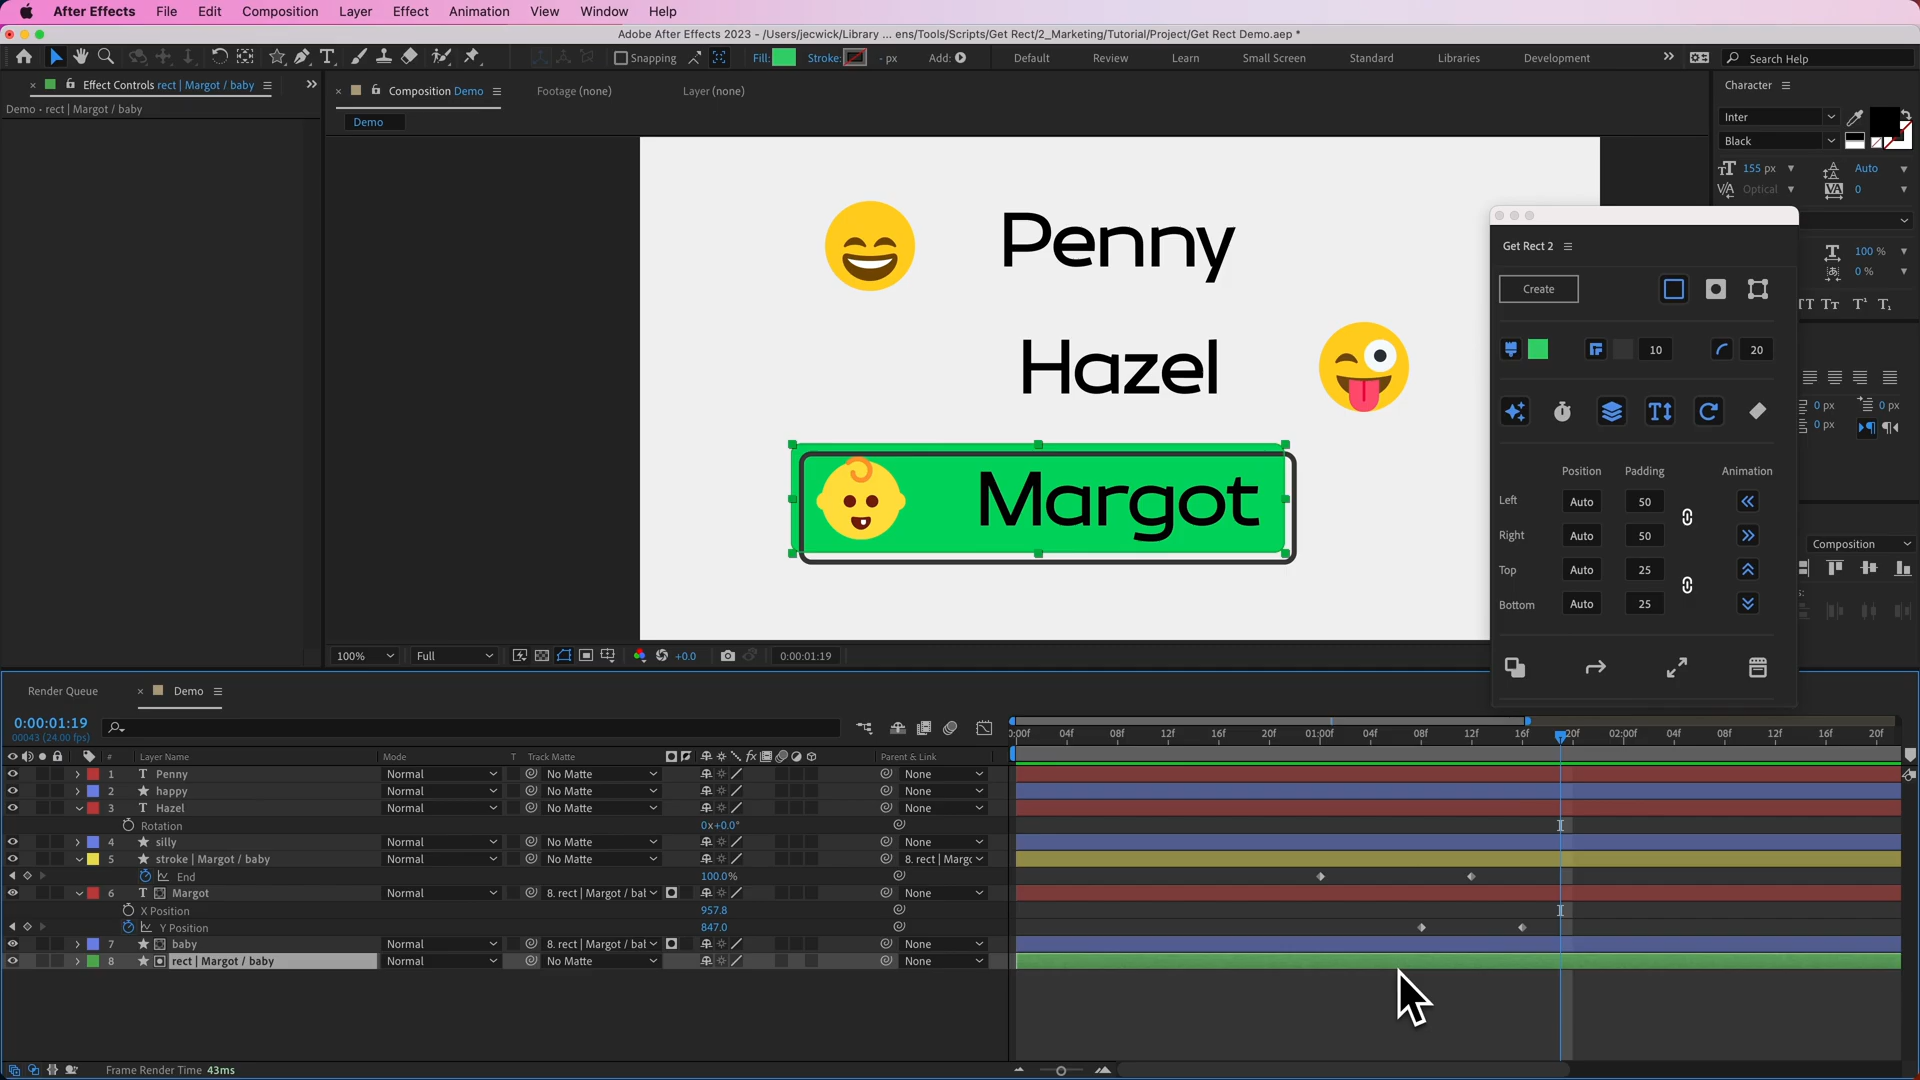 After Effects File Edit Composition Layer Effect Animation View Window Help
Adobe After Effects 2023 - /Users/jecwick/Library ... ens/Tools/Scripts/Get Rect/2_Marketing/Tutorial/Project/Get Rect Demo.aep *
Snapping Fill: Stroke: - px Add: Default Review Learn Small Screen Standard Libraries Development Search Help
Effect Controls rect | Margot / baby
Composition Demo Footage (none) Layer (none)
Character
Demo • rect | Margot / baby
Demo
Inter
Black
155 px Auto
Optical 0
100 %
0 %
Penny
Hazel
Margot
Get Rect 2
Create
10 20
0 px 0 px
0 px
Position Padding Animation
Left Auto 50
Right Auto 50
Top Auto 25
Bottom Auto 25
Composition
100% Full +0.0 0:00:01:19
Render Queue Demo
0:00:01:19
00043 (24.00 fps)
:00f 04f 08f 12f 16f 20f 01:00f 04f 08f 12f 16f 20f 02:00f 04f 08f 12f 16f 20f
# Layer Name Mode T Track Matte fx Parent & Link
1 T Penny Normal No Matte None
2 happy Normal No Matte None
3 T Hazel Normal No Matte None
Rotation 0x+0.0°
4 silly Normal No Matte None
5 stroke | Margot / baby Normal No Matte 8. rect | Margo
End 100.0%
6 T Margot Normal 8. rect | Margot / bal None
X Position 957.8
Y Position 847.0
7 baby Normal 8. rect | Margot / bal None
8 rect | Margot / baby Normal No Matte None
Frame Render Time 43ms